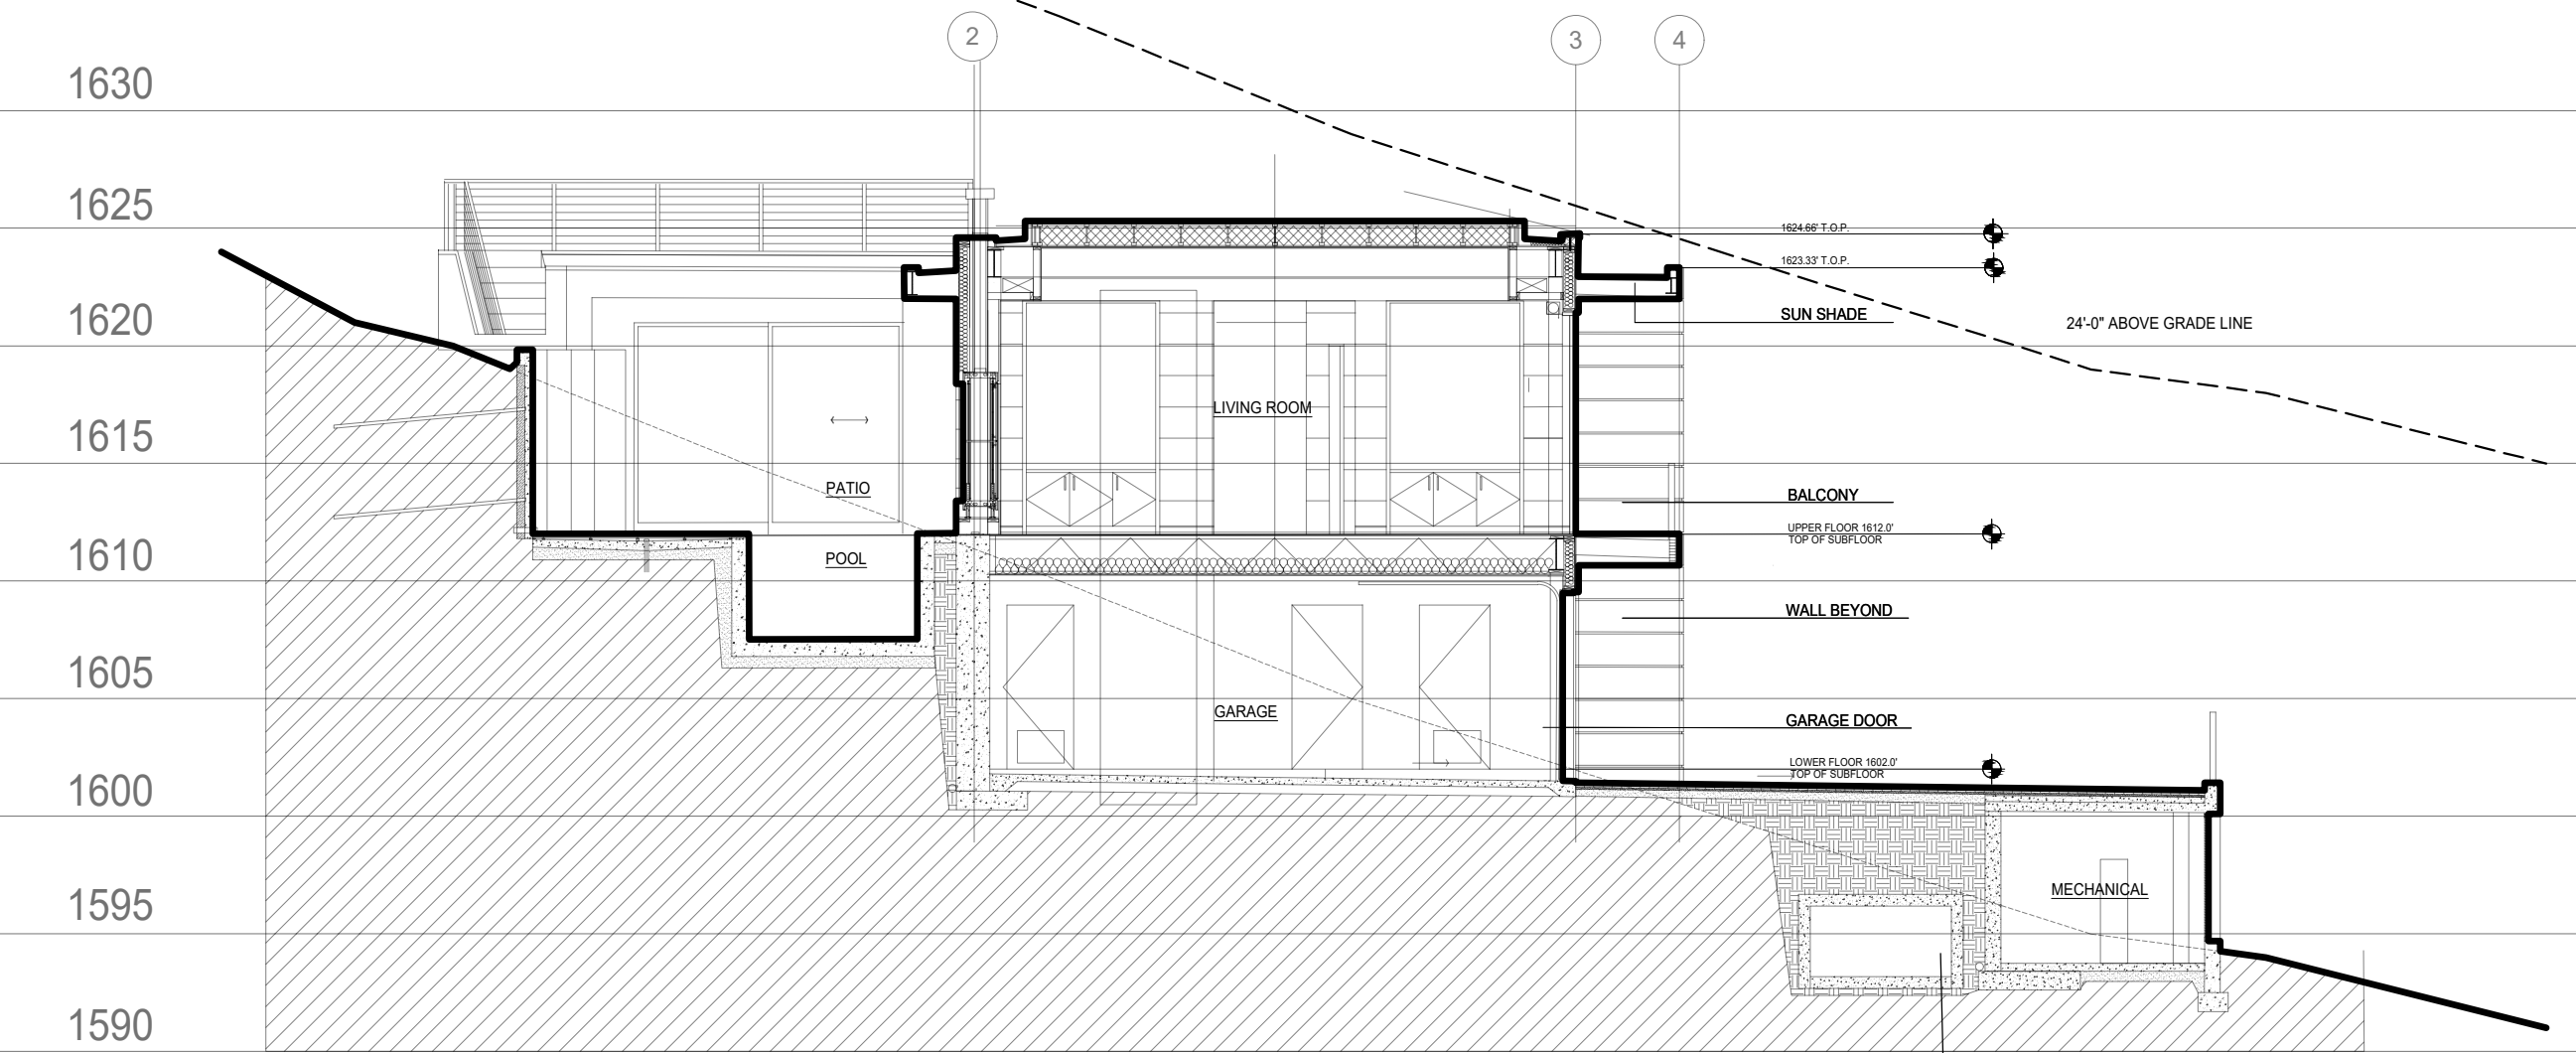 2
3
4
1630
1625
1624.66' T.O.P.
1623.33' T.O.P.
1620
SUN SHADE
24'-0" ABOVE GRADE LINE
1615
LIVING ROOM
PATIO
BALCONY
UPPER FLOOR 1612.0'
TOP OF SUBFLOOR
1610
POOL
WALL BEYOND
1605
GARAGE
GARAGE DOOR
LOWER FLOOR 1602.0'
TOP OF SUBFLOOR
1600
1595
MECHANICAL
1590